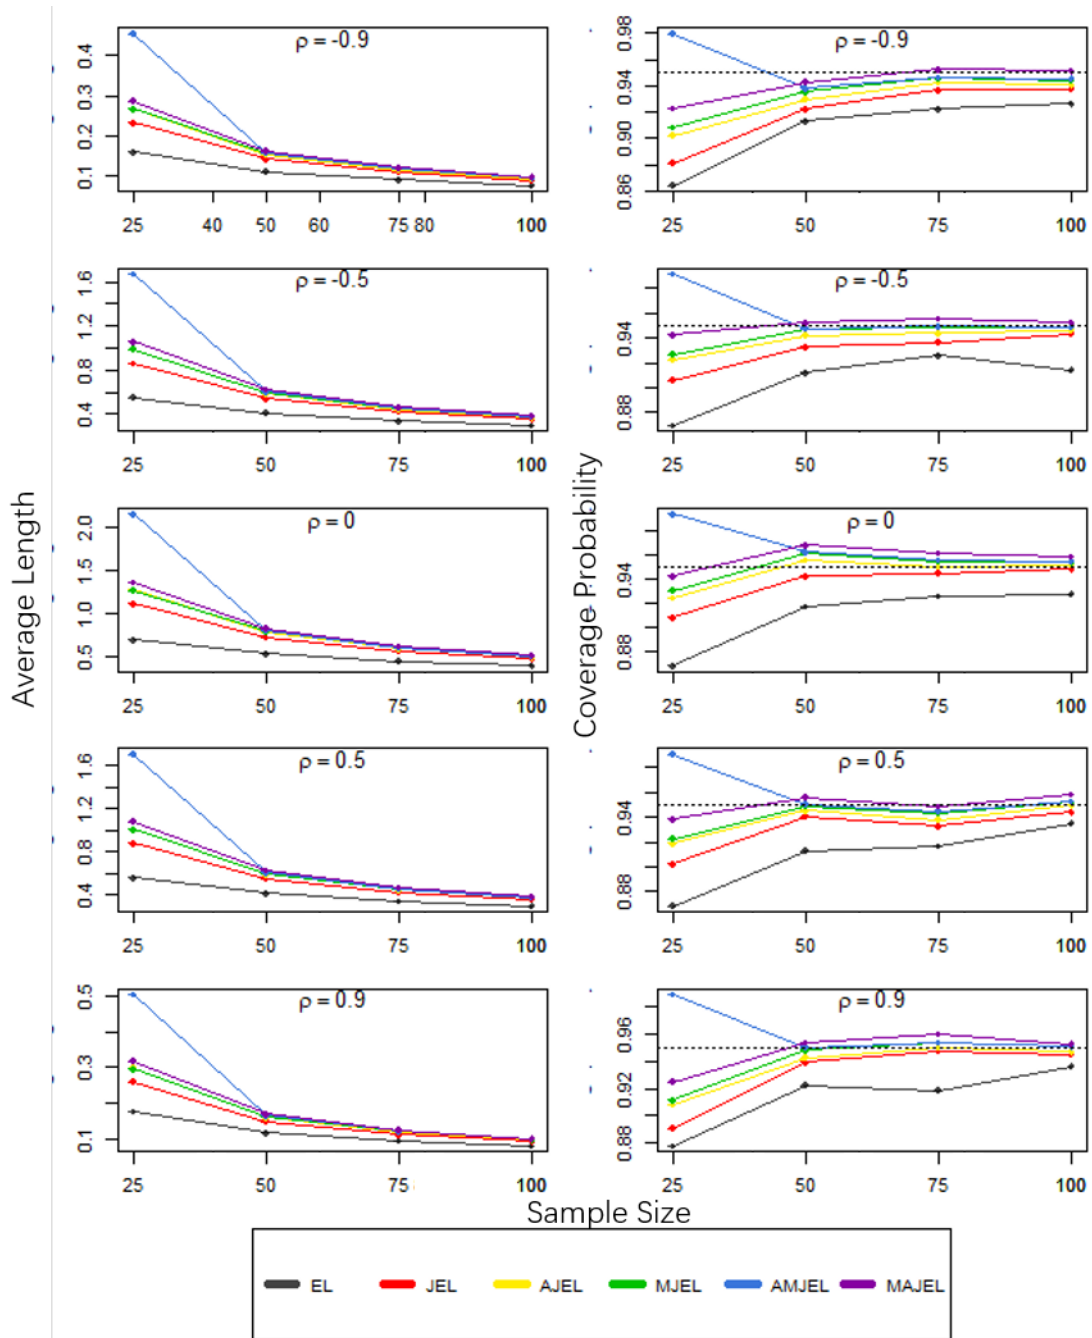 ρ = -0.9
0.1 0.2 0.3 0.4
25 40 50 60 75 80 100
ρ = -0.9
0.86 0.90 0.94 0.98
ρ = -0.5
0.4 0.8 1.2 1.6
25 50 75 100
ρ = -0.5
0.88 0.94
25 50 75 100
Average Length
ρ = 0
0.5 1.0 1.5 2.0
25 50 75 100
Coverage Probability
ρ = 0
0.88 0.94
25 50 75 100
ρ = 0.5
0.4 0.8 1.2 1.6
25 50 75 100
ρ = 0.5
0.88 0.94
25 50 75 100
ρ = 0.9
0.1 0.3 0.5
25 50 75 100
ρ = 0.9
0.88 0.92 0.96
25 50 75 100
Sample Size
EL JEL AJEL MJEL AMJEL MAJEL